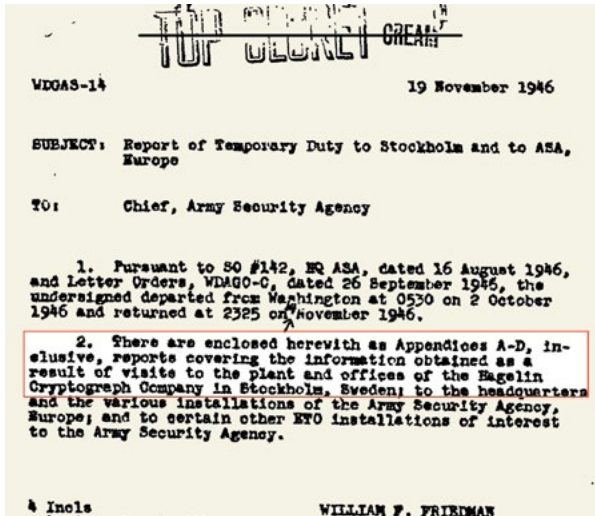 TOP SECRET CREAM
WDGAS-14 19 November 1946
SUBJECT: Report of Temporary Duty to Stockholm and to ASA,
Europe
TO: Chief, Army Security Agency
1. Pursuant to SO #142, HQ ASA, dated 16 August 1946,
and Letter Orders, WDAGO-C, dated 26 September 1946, the
undersigned departed from Washington at 0530 on 2 October
1946 and returned at 2325 on November 1946.
2. There are enclosed herewith as Appendices A-D, in-
clusive, reports covering the information obtained as a
result of visits to the plant and offices of the Hagelin
Cryptograph Company in Stockholm, Sweden; to the headquarters
and the various installations of the Army Security Agency,
Europe; and to certain other ETO installations of interest
to the Army Security Agency.
4 Incls WILLIAM F. FRIEDMAN